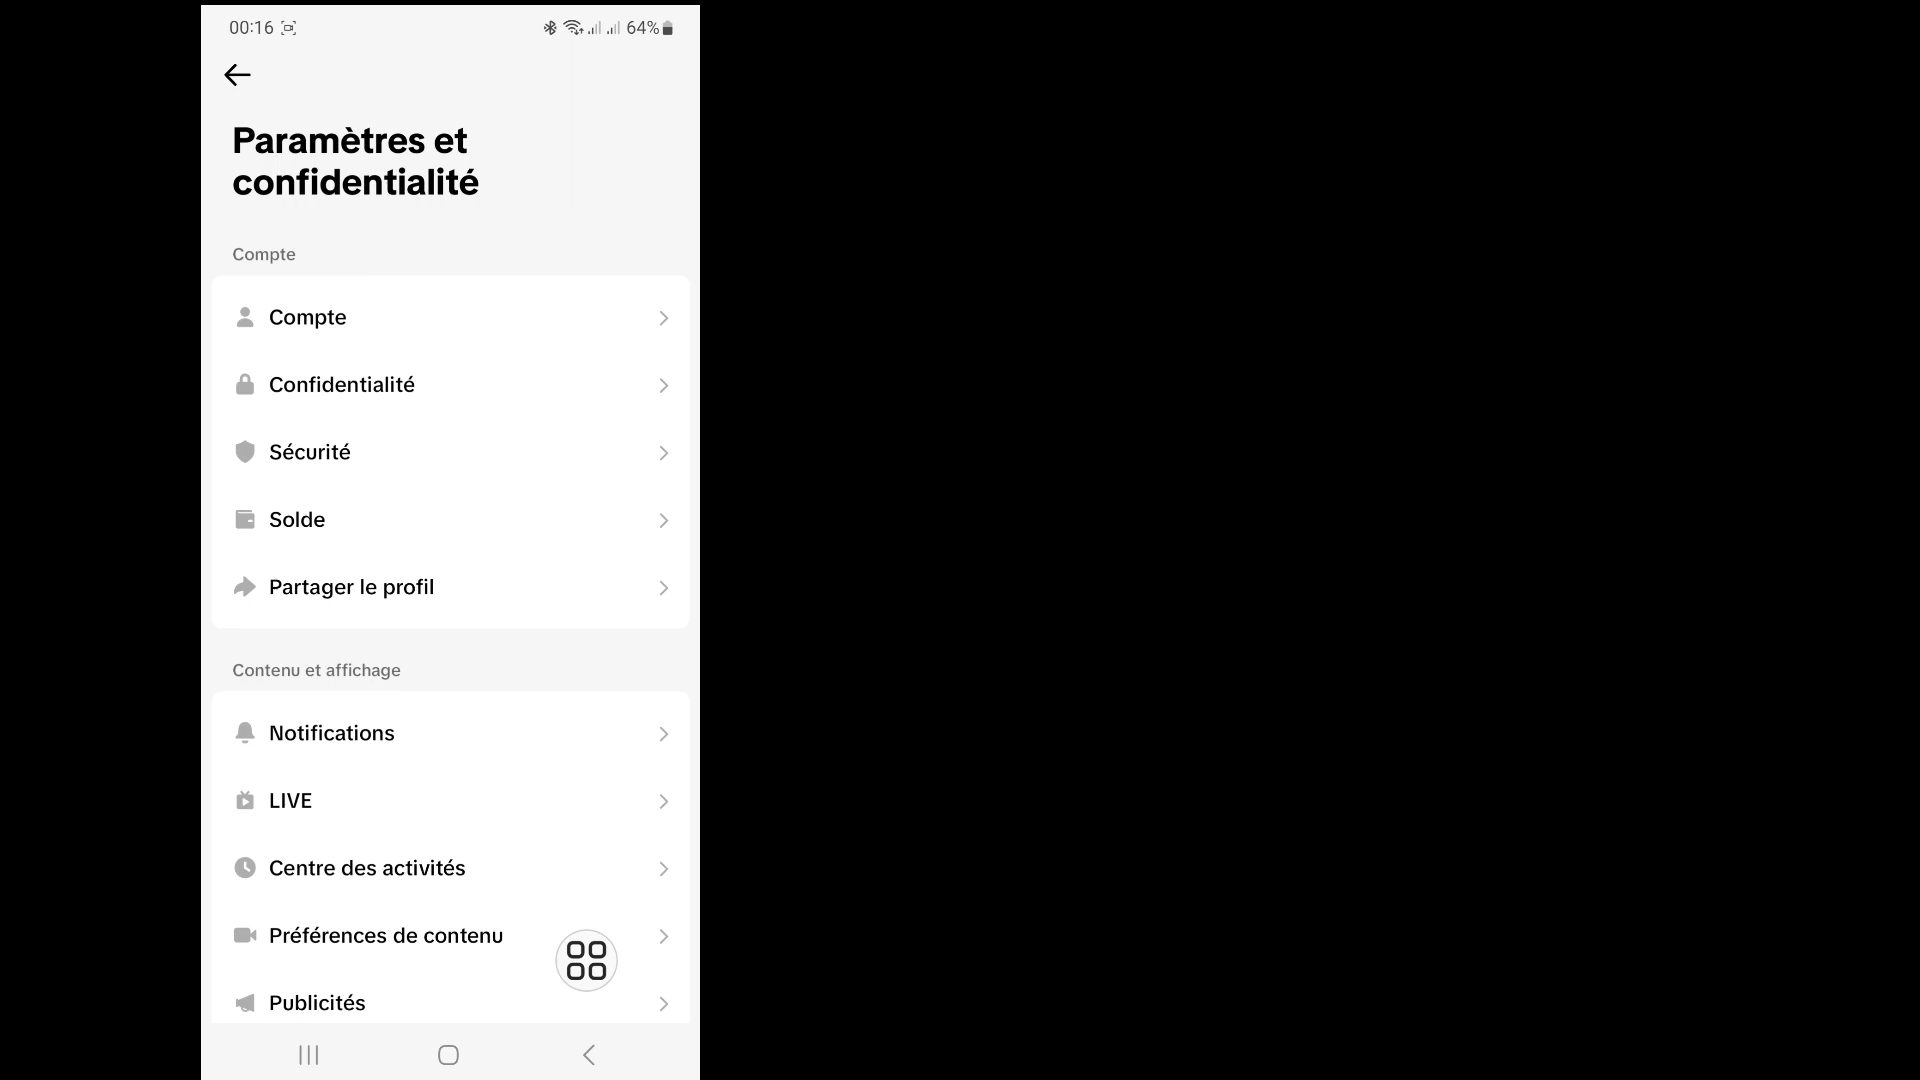 00:16
64%
Paramètres et
confidentialité
Compte
Compte
Confidentialité
Sécurité
Solde
Partager le profil
Contenu et affichage
Notifications
LIVE
Centre des activités
Préférences de contenu
Publicités